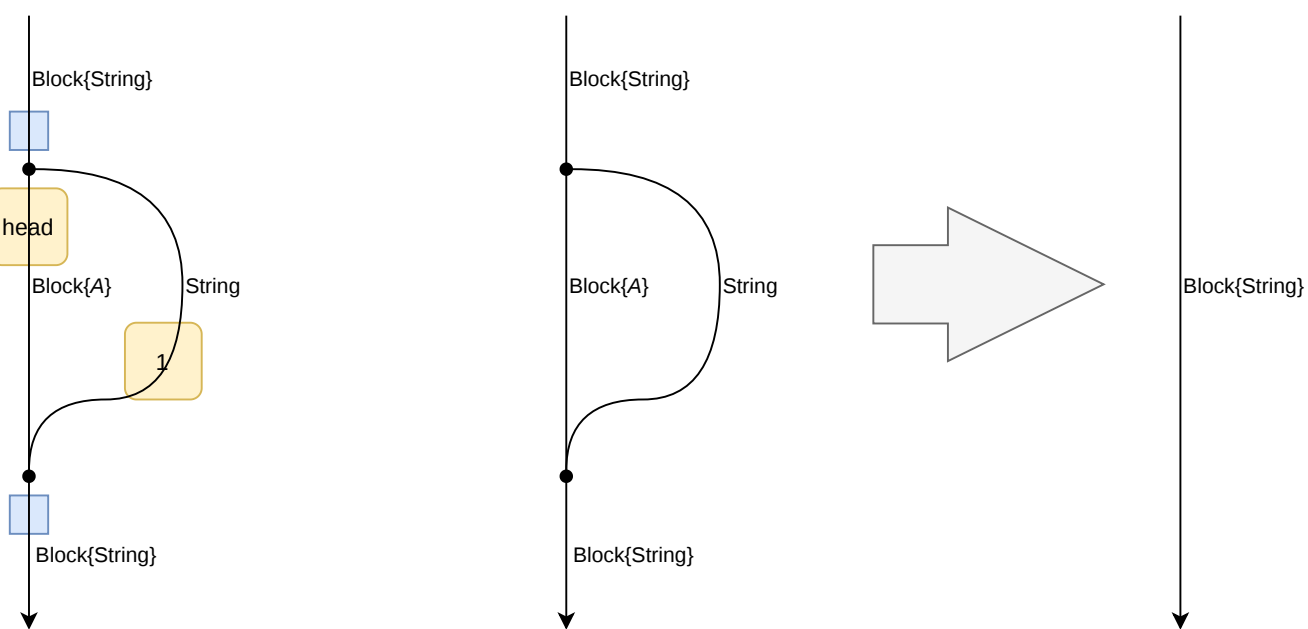 Block{String}
head
Block{A}
String
1
Block{String}
Block{String}
Block{A}
String
Block{String}
Block{String}